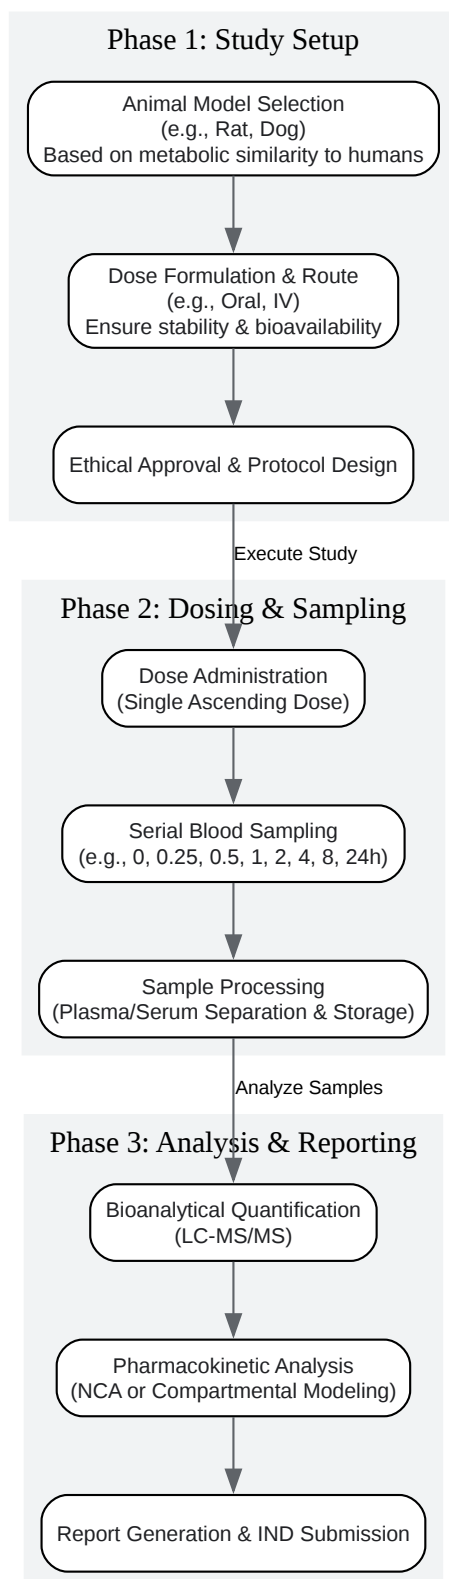 Phase 1: Study Setup
Animal Model Selection
(e.g., Rat, Dog)
Based on metabolic similarity to humans
Dose Formulation & Route
(e.g., Oral, IV)
Ensure stability & bioavailability
Ethical Approval & Protocol Design
Execute Study
Phase 2: Dosing & Sampling
Dose Administration
(Single Ascending Dose)
Serial Blood Sampling
(e.g., 0, 0.25, 0.5, 1, 2, 4, 8, 24h)
Sample Processing
(Plasma/Serum Separation & Storage)
Analyze Samples
Phase 3: Analysis & Reporting
Bioanalytical Quantification
(LC-MS/MS)
Pharmacokinetic Analysis
(NCA or Compartmental Modeling)
Report Generation & IND Submission